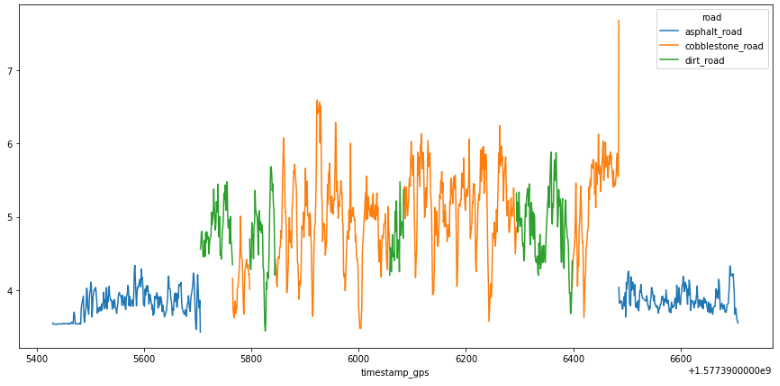 road
asphalt_road
cobblestone_road
dirt_road
7
6
5
4
5400
5600
5800
6000
6200
6400
6600
timestamp_gps
+1.5773900000e9